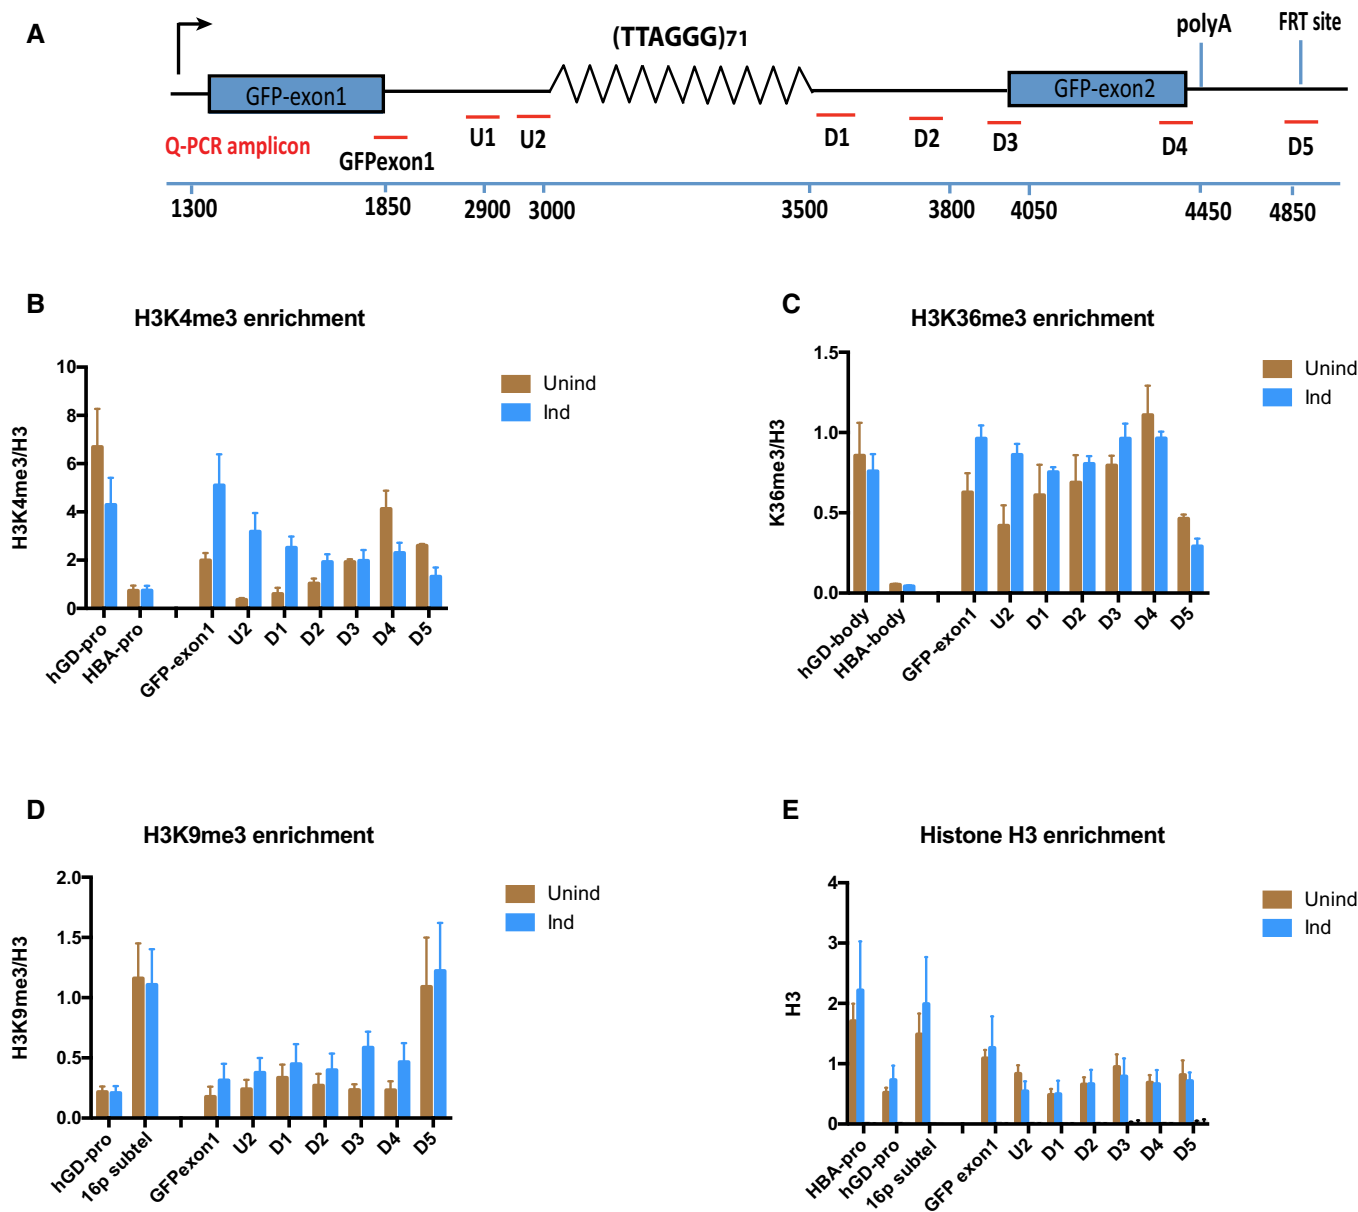 A
(TTAGGG)71
polyA
FRT site
GFP-exon1
GFP-exon2
Q-PCR amplicon
GFPexon1
U1
U2
D1
D2
D3
D4
D5
1300
1850
2900
3000
3500
3800
4050
4450
4850
B
H3K4me3 enrichment
H3K4me3/H3
10
8
6
4
2
0
Unind
Ind
hGD-pro
HBA-pro
GFP-exon1
U2
D1
D2
D3
D4
D5
C
H3K36me3 enrichment
K36me3/H3
1.5
1.0
0.5
0.0
Unind
Ind
hGD-body
HBA-body
GFP-exon1
U2
D1
D2
D3
D4
D5
D
H3K9me3 enrichment
H3K9me3/H3
2.0
1.5
1.0
0.5
0.0
Unind
Ind
hGD-pro
16p subtel
GFPexon1
U2
D1
D2
D3
D4
D5
E
Histone H3 enrichment
H3
4
3
2
1
0
Unind
Ind
HBA-pro
hGD-pro
16p subtel
GFP exon1
U2
D1
D2
D3
D4
D5